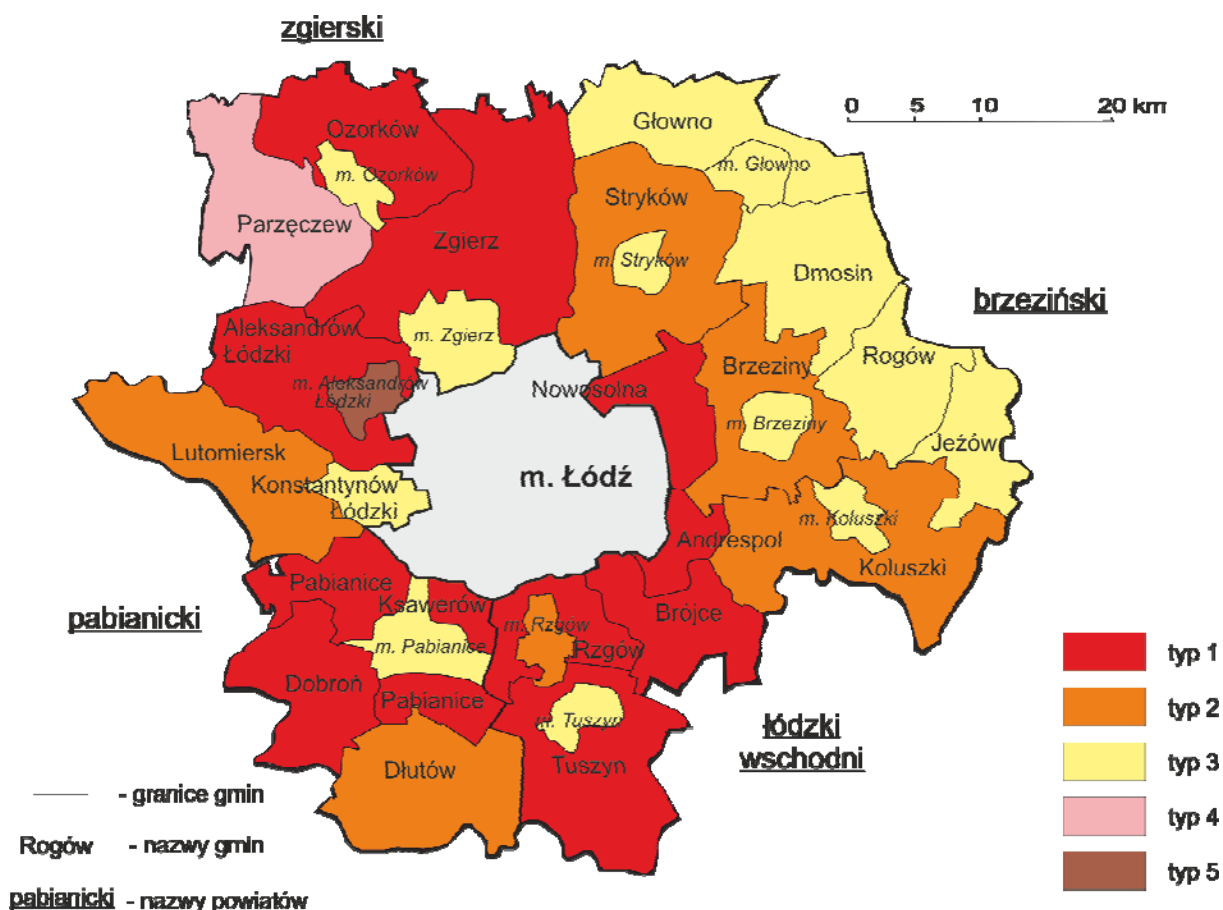 zgierski
0 5 10 20 km
Głowno
Ozorków
m. Głowno
m. Ozorków
Stryków
Parzęczew
Zgierz
m. Stryków
Dmosin
brzeziński
Aleksandrów
Łódzki
m. Zgierz
Rogów
Brzeziny
m. Aleksandrów
Łódzki
Nowosolna
m. Brzeziny
Jeżów
Lutomiersk
m. Łódź
Konstantynów
Łódzki
m. Koluszki
Andrespol
Koluszki
Pabianice
Ksawerów
Brójce
pabianicki
m. Rzgów
m. Pabianice
Rzgów
typ 1
Dobroń
Pabianice
typ 2
m. Tuszyn
łódzki
wschodni
Tuszyn
typ 3
Dłutów
- granice gmin
typ 4
Rogów - nazwy gmin
typ 5
pabianicki - nazwy powiatów